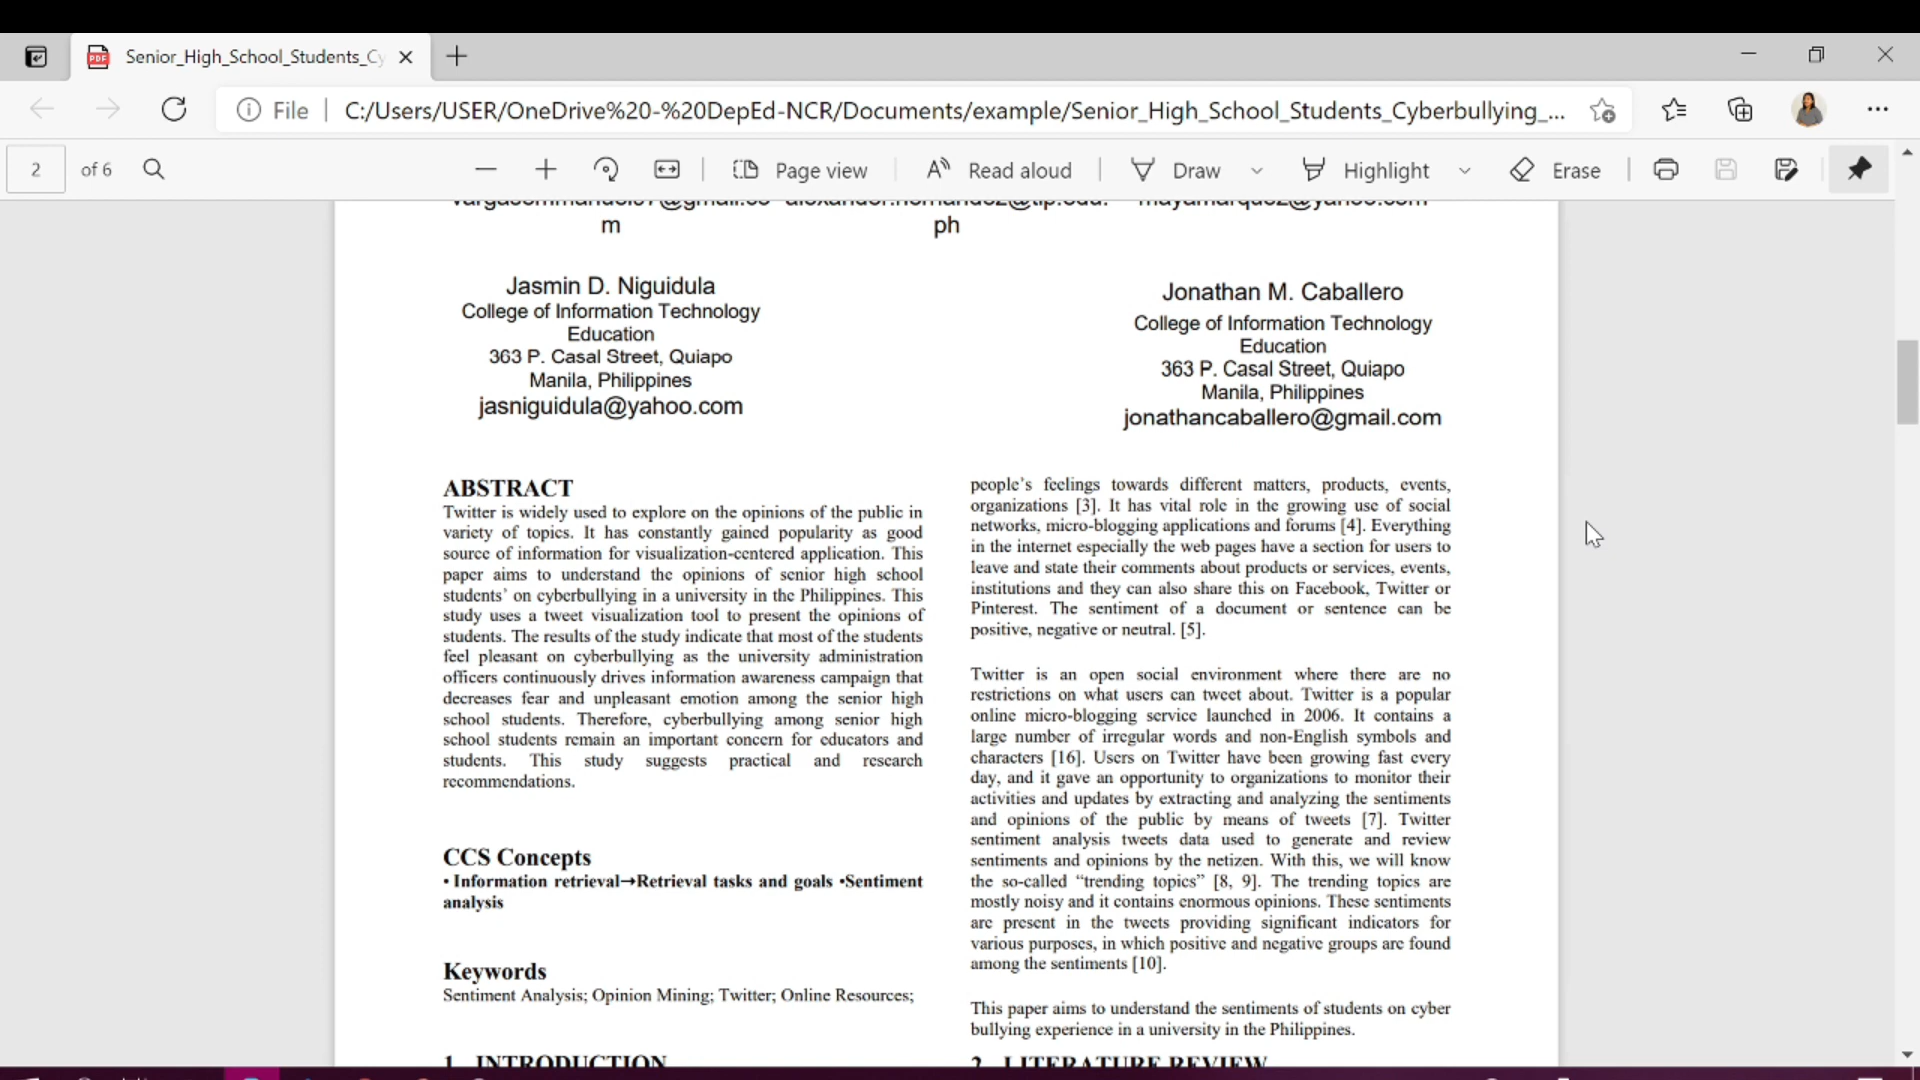 Senior_High_School_Students_Cy
File
C:/Users/USER/OneDrive%20-%20DepEd-NCR/Documents/example/Senior_High_School_Students_Cyberbullying_...
2 of 6
Page view
Read aloud
Draw
Highlight
Erase
m
ph
Jasmin D. Niguidula
College of Information Technology
Education
363 P. Casal Street, Quiapo
Manila, Philippines
jasniguidula@yahoo.com
Jonathan M. Caballero
College of Information Technology
Education
363 P. Casal Street, Quiapo
Manila, Philippines
jonathancaballero@gmail.com
ABSTRACT
Twitter is widely used to explore on the opinions of the public in
variety of topics. It has constantly gained popularity as good
source of information for visualization-centered application. This
paper aims to understand the opinions of senior high school
students' on cyberbullying in a university in the Philippines. This
study uses a tweet visualization tool to present the opinions of
students. The results of the study indicate that most of the students
feel pleasant on cyberbullying as the university administration
officers continuously drives information awareness campaign that
decreases fear and unpleasant emotion among the senior high
school students. Therefore, cyberbullying among senior high
school students remain an important concern for educators and
students. This study suggests practical and research
recommendations.
CCS Concepts
• Information retrieval→Retrieval tasks and goals •Sentiment
analysis
Keywords
Sentiment Analysis; Opinion Mining; Twitter; Online Resources;
1. INTRODUCTION
people's feelings towards different matters, products, events,
organizations [3]. It has vital role in the growing use of social
networks, micro-blogging applications and forums [4]. Everything
in the internet especially the web pages have a section for users to
leave and state their comments about products or services, events,
institutions and they can also share this on Facebook, Twitter or
Pinterest. The sentiment of a document or sentence can be
positive, negative or neutral. [5].
Twitter is an open social environment where there are no
restrictions on what users can tweet about. Twitter is a popular
online micro-blogging service launched in 2006. It contains a
large number of irregular words and non-English symbols and
characters [16]. Users on Twitter have been growing fast every
day, and it gave an opportunity to organizations to monitor their
activities and updates by extracting and analyzing the sentiments
and opinions of the public by means of tweets [7]. Twitter
sentiment analysis tweets data used to generate and review
sentiments and opinions by the netizen. With this, we will know
the so-called "trending topics" [8, 9]. The trending topics are
mostly noisy and it contains enormous opinions. These sentiments
are present in the tweets providing significant indicators for
various purposes, in which positive and negative groups are found
among the sentiments [10].
This paper aims to understand the sentiments of students on cyber
bullying experience in a university in the Philippines.
2. LITERATURE REVIEW